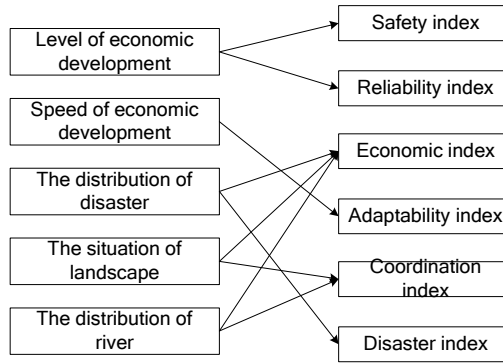 Level of economic
development
Speed of economic
development
The distribution of
disaster
The situation of
landscape
The distribution of
river
Safety index
Reliability index
Economic index
Adaptability index
Coordination
index
Disaster index